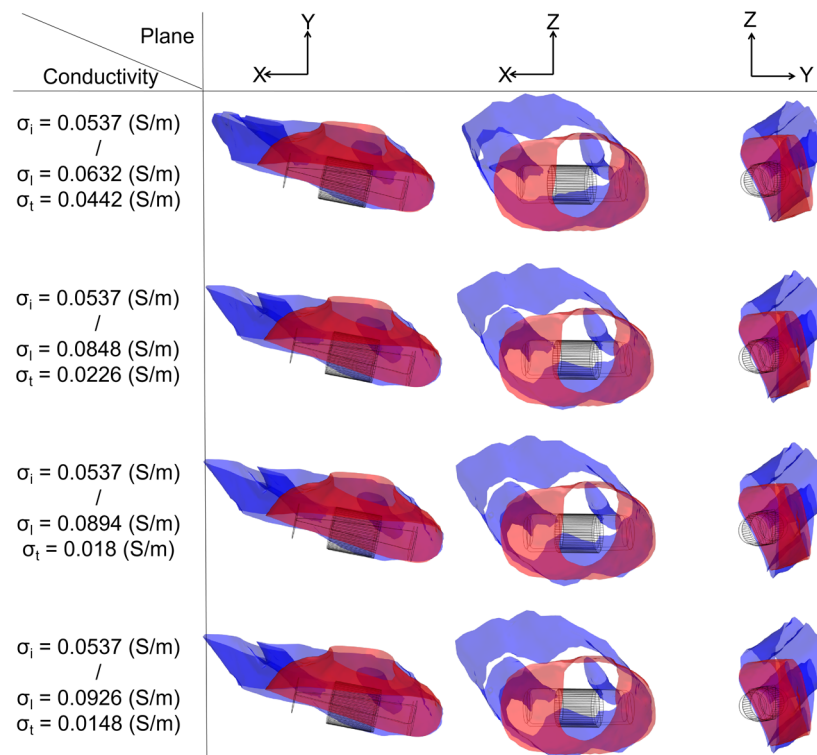 Plane
Conductivity
Y
X
Z
X
Z
Y
σi = 0.0537 (S/m)
/
σl = 0.0632 (S/m)
σt = 0.0442 (S/m)
σi = 0.0537 (S/m)
/
σl = 0.0848 (S/m)
σt = 0.0226 (S/m)
σi = 0.0537 (S/m)
/
σl = 0.0894 (S/m)
σt = 0.018 (S/m)
σi = 0.0537 (S/m)
/
σl = 0.0926 (S/m)
σt = 0.0148 (S/m)